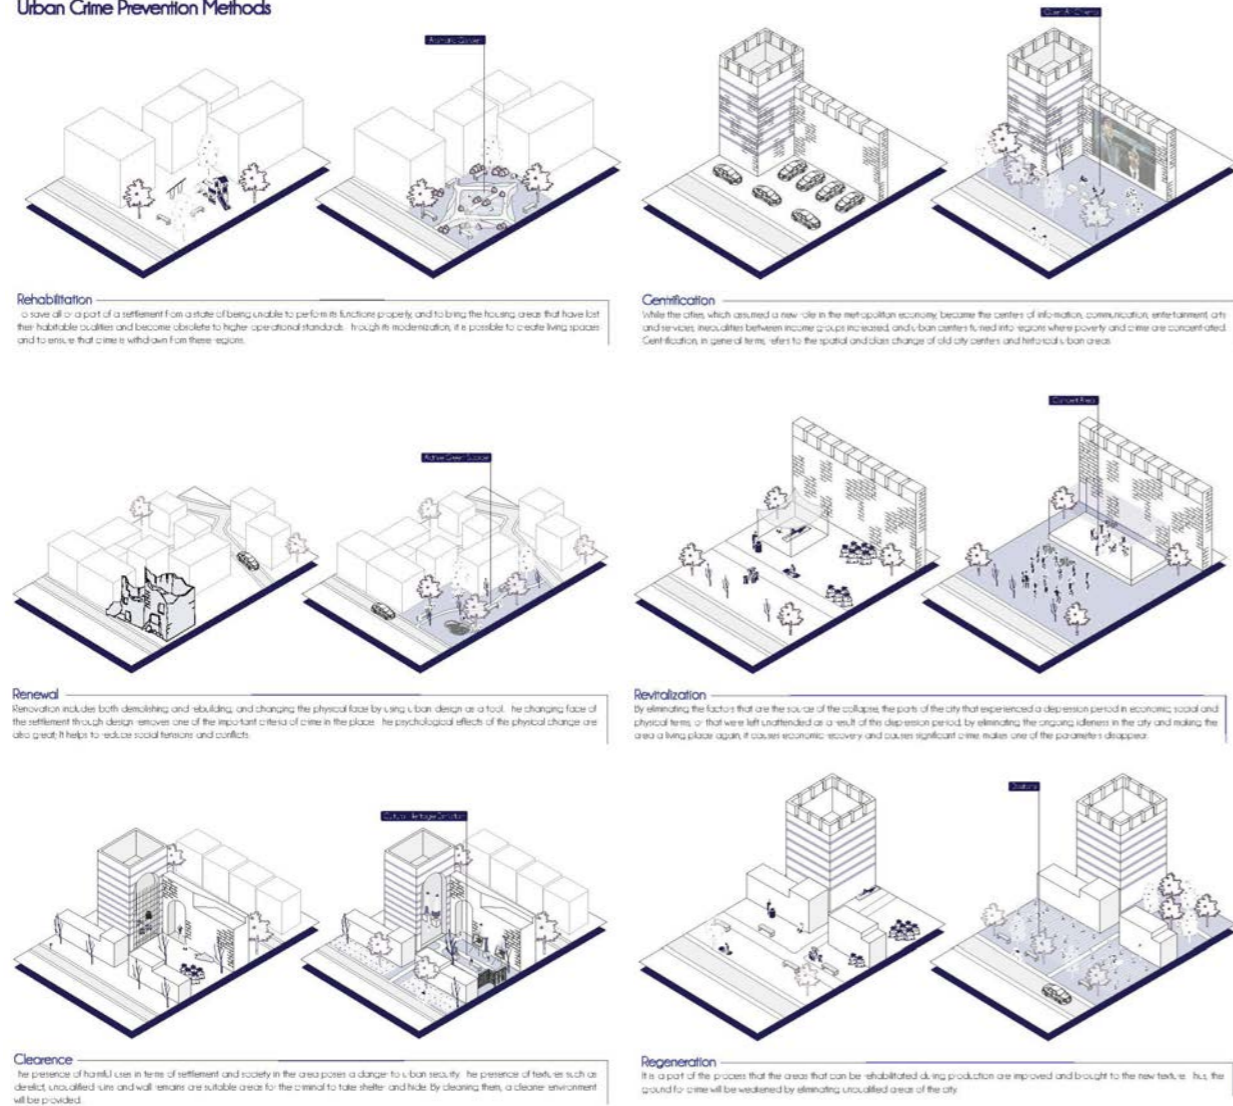 Urban Crime Prevention Methods
Open Air Cinema
Rehabilitation
To save all or a part of a settlement from a state of being unable to perform its functions properly, and to bring the housing areas that have lost
their habitable qualities and become obsolete to higher operational standards. Through its modernization, it is possible to create living spaces
and to ensure that crime is withdrawn from these regions.
Gentrification
While the cities, which assumed a new role in the metropolitan economy, became the centers of information, communication, entertainment, arts
and services, inequalities between income groups increased, and urban centers turned into regions where poverty and crime are concentrated.
Gentrification, in general terms, refers to the spatial and class change of old city centers and historical urban areas.
Active Green Space
Concert Area
Renewal
Renovation includes both demolishing and rebuilding, and changing the physical face by using urban design as a tool. The changing face of
the settlement through design removes one of the important criteria of crime in the place. The psychological effects of this physical change are
also great; It helps to reduce social tensions and conflicts.
Revitalization
By eliminating the factors that are the source of the collapse, the parts of the city that experienced a depression period in economic, social and
physical terms, or that were left unattended as a result of this depression period, by eliminating the ongoing idleness in the city and making the
area a living place again, it causes economic recovery and causes significant crime makes one of the parameters disappear.
Clearence
The presence of harmful uses in terms of settlement and society in the area poses a danger to urban security. The presence of texture such as
derelict, unqualified ruins and wall remains are suitable areas for the criminal to take shelter and hide. By cleaning them, a cleaner environment
will be provided.
Regeneration
It is a part of the process that the areas that can be rehabilitated during production are improved and brought to the new texture. Thus, the
ground for crime will be weakened by eliminating unqualified areas of the city.